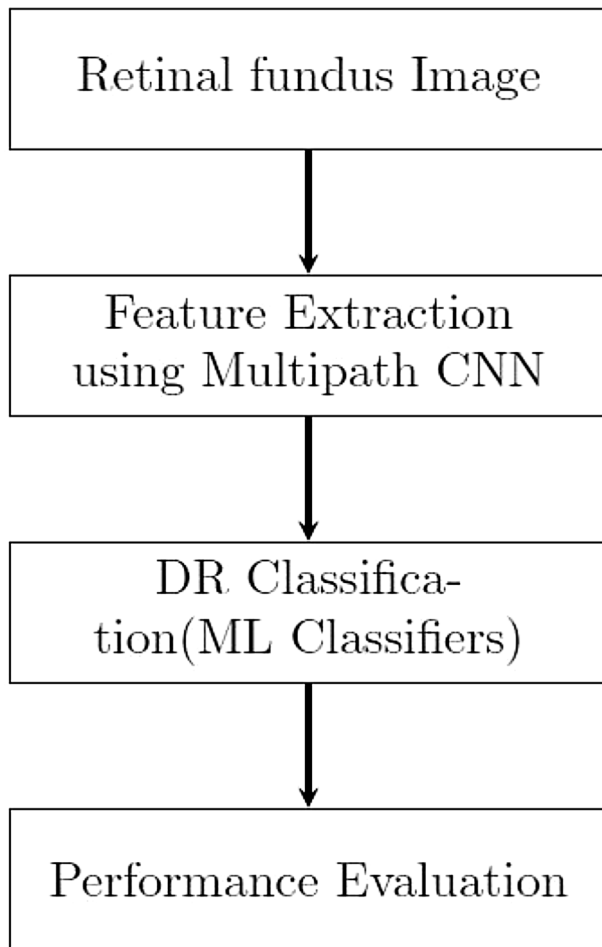 Retinal fundus Image
Feature Extraction
using Multipath CNN
DR Classifica-
tion(ML Classifiers)
Performance Evaluation